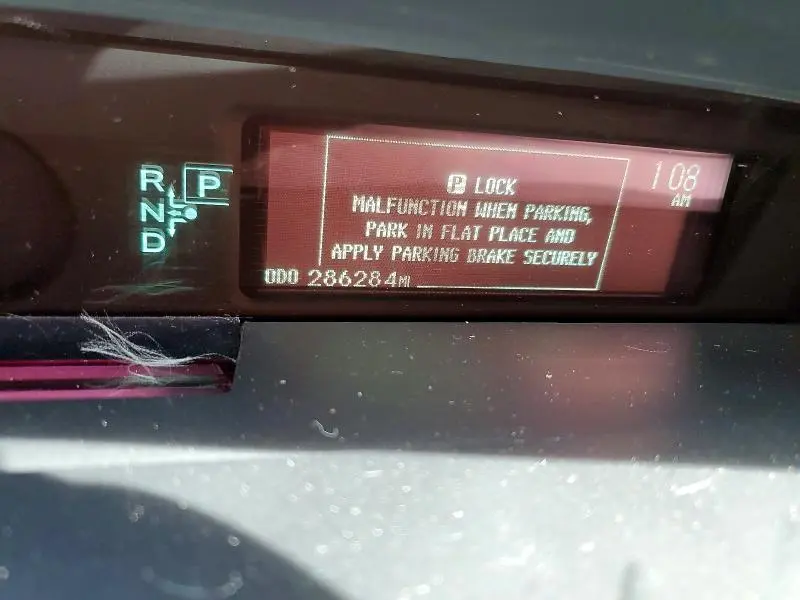 R P
N
D
P LOCK
MALFUNCTION WHEN PARKING,
PARK IN FLAT PLACE AND
APPLY PARKING BRAKE SECURELY
1 08
AM
ODO 286284MI